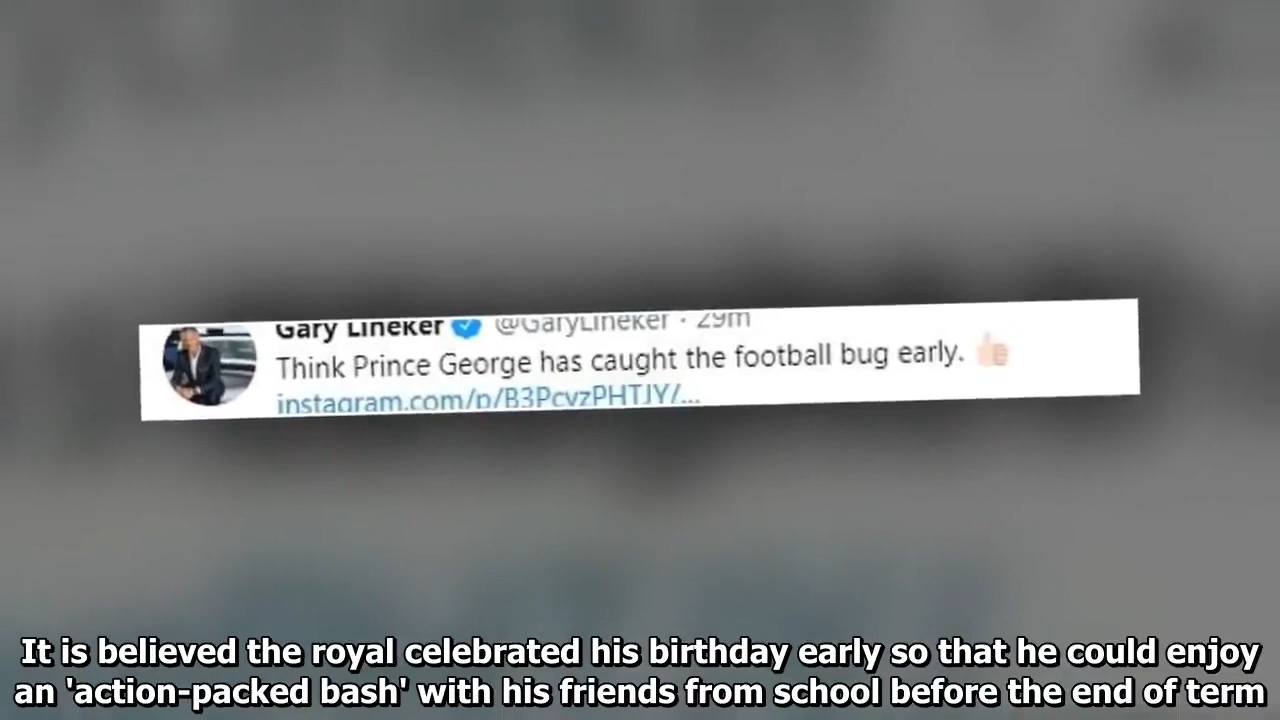 Gary Lineker @GaryLineker · 29m
Think Prince George has caught the football bug early. 👍🏻
instagram.com/p/B3PcvzPHTJY/...
It is believed the royal celebrated his birthday early so that he could enjoy
an 'action-packed bash' with his friends from school before the end of term